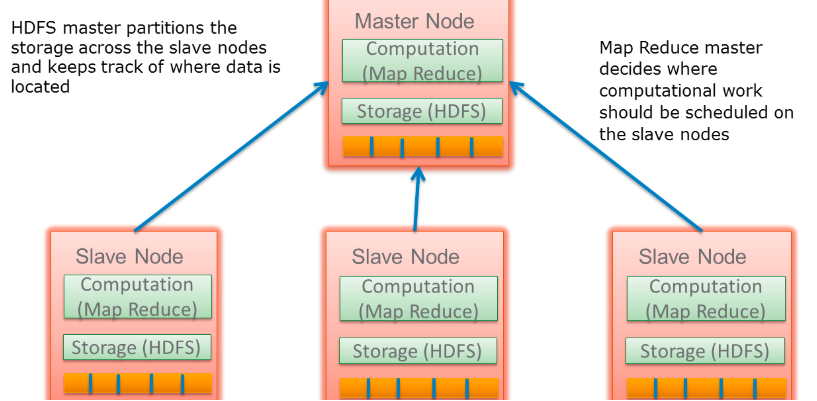 HDFS master partitions the
storage across the slave nodes
and keeps track of where data is
located
Master Node
Computation
(Map Reduce)
Storage (HDFS)
Map Reduce master
decides where
computational work
should be scheduled on
the slave nodes
Slave Node
Computation
(Map Reduce)
Storage (HDFS)
Slave Node
Computation
(Map Reduce)
Storage (HDFS)
Slave Node
Computation
(Map Reduce)
Storage (HDFS)